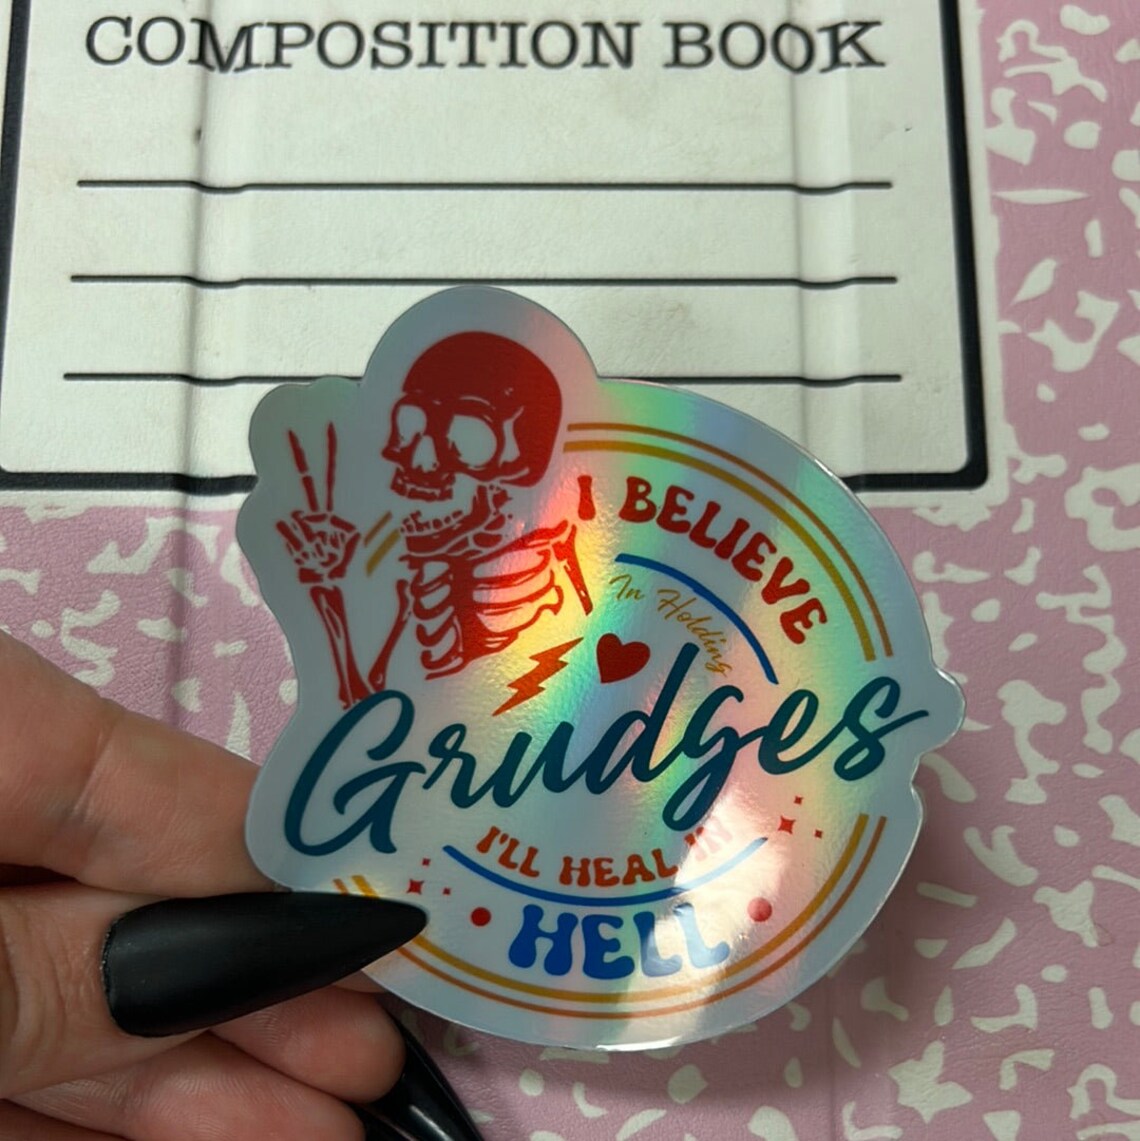 COMPOSITION BOOK
I BELIEVE
In Holding
Grudges
I'LL HEAL IN
HELL